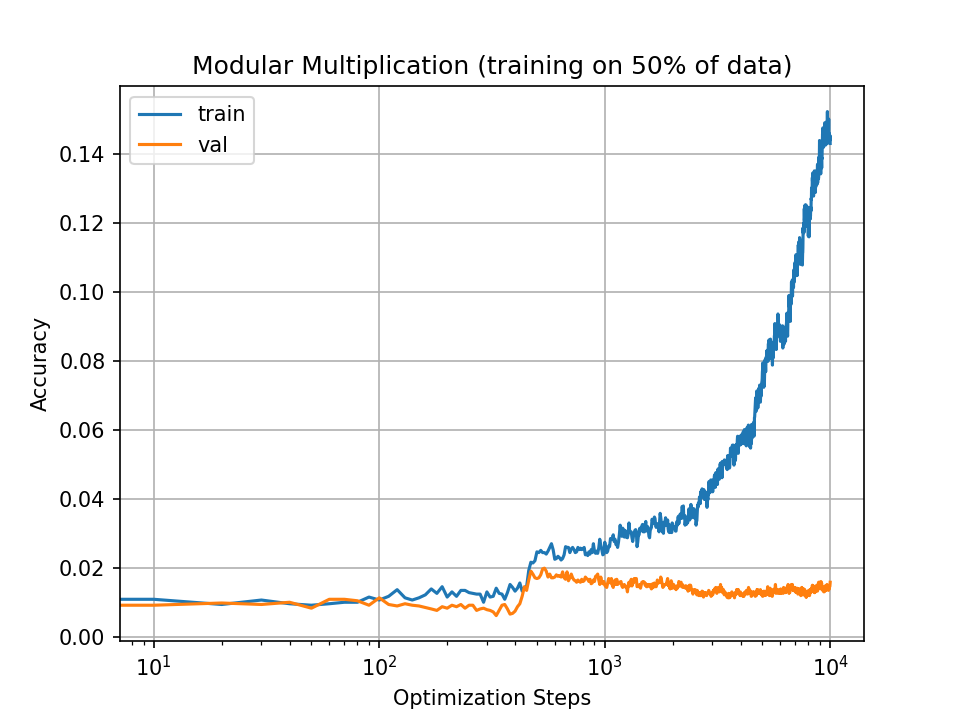 Modular Multiplication (training on 50% of data)
train
val
0.14
0.12
0.10
0.08
0.06
0.04
0.02
0.00
Accuracy
10¹ 10² 10³ 10⁴
Optimization Steps